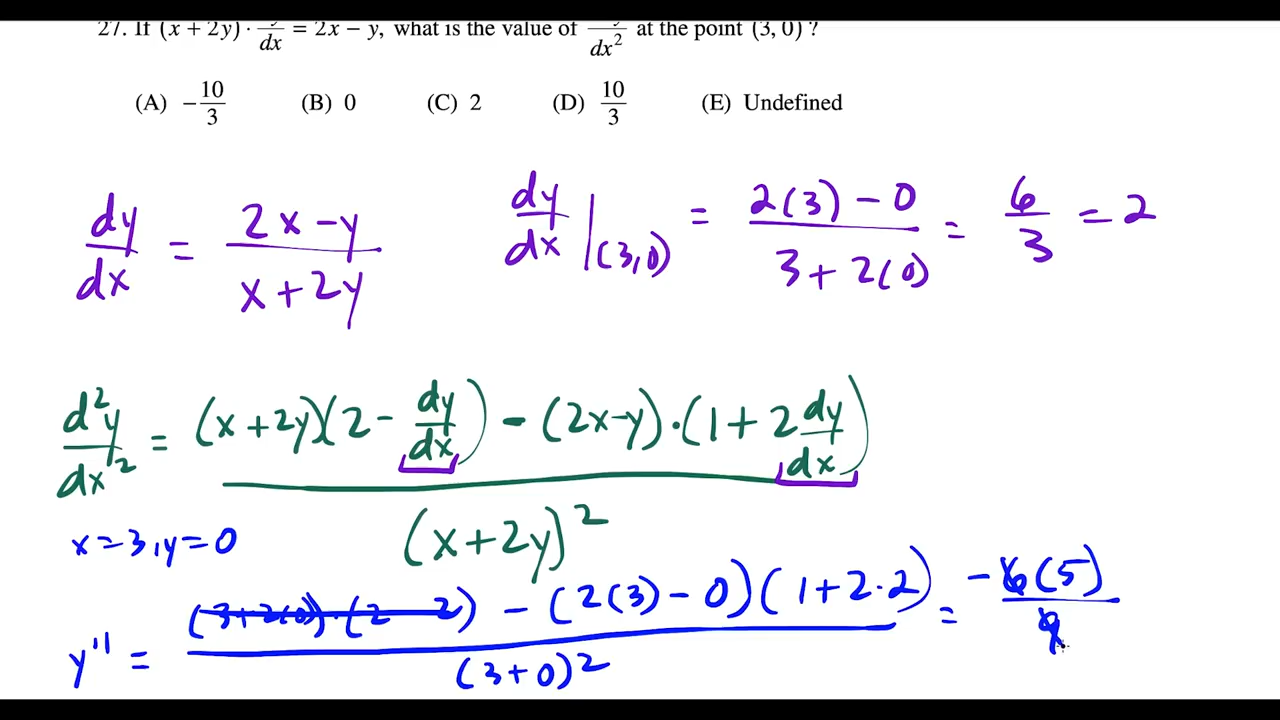 27. If (x + 2y) · dy/dx = 2x − y, what is the value of d²y/dx² at the point (3, 0) ?
(A) −10/3 (B) 0 (C) 2 (D) 10/3 (E) Undefined
dy/dx = (2x − y)/(x + 2y)
dy/dx |(3,0) = (2(3) − 0)/(3 + 2(0)) = 6/3 = 2
d²y/dx² = ((x + 2y)(2 − dy/dx) − (2x − y) · (1 + 2 dy/dx))/(x + 2y)²
x = 3, y = 0
y'' = ((3 + 2(0)) · (2 − 2) − (2(3) − 0)(1 + 2·2))/(3 + 0)² = −6(5)/9